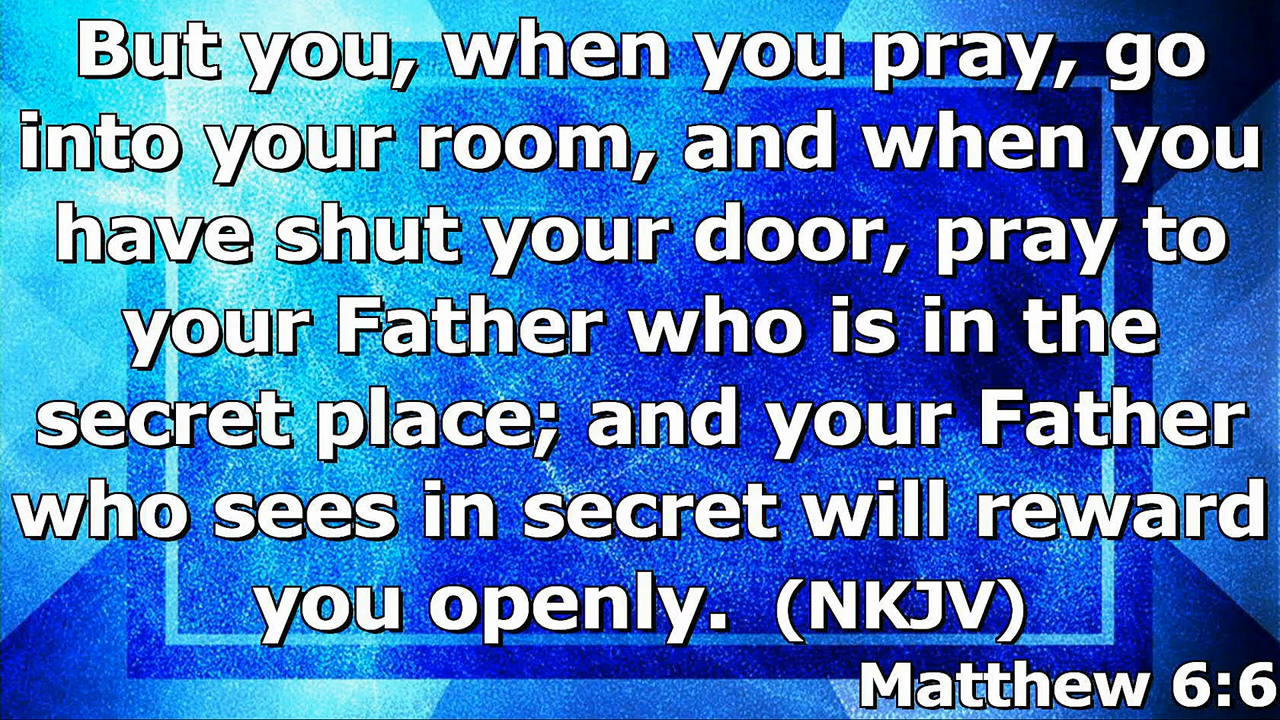 But you, when you pray, go
into your room, and when you
have shut your door, pray to
your Father who is in the
secret place; and your Father
who sees in secret will reward
you openly.  (NKJV)
Matthew 6:6